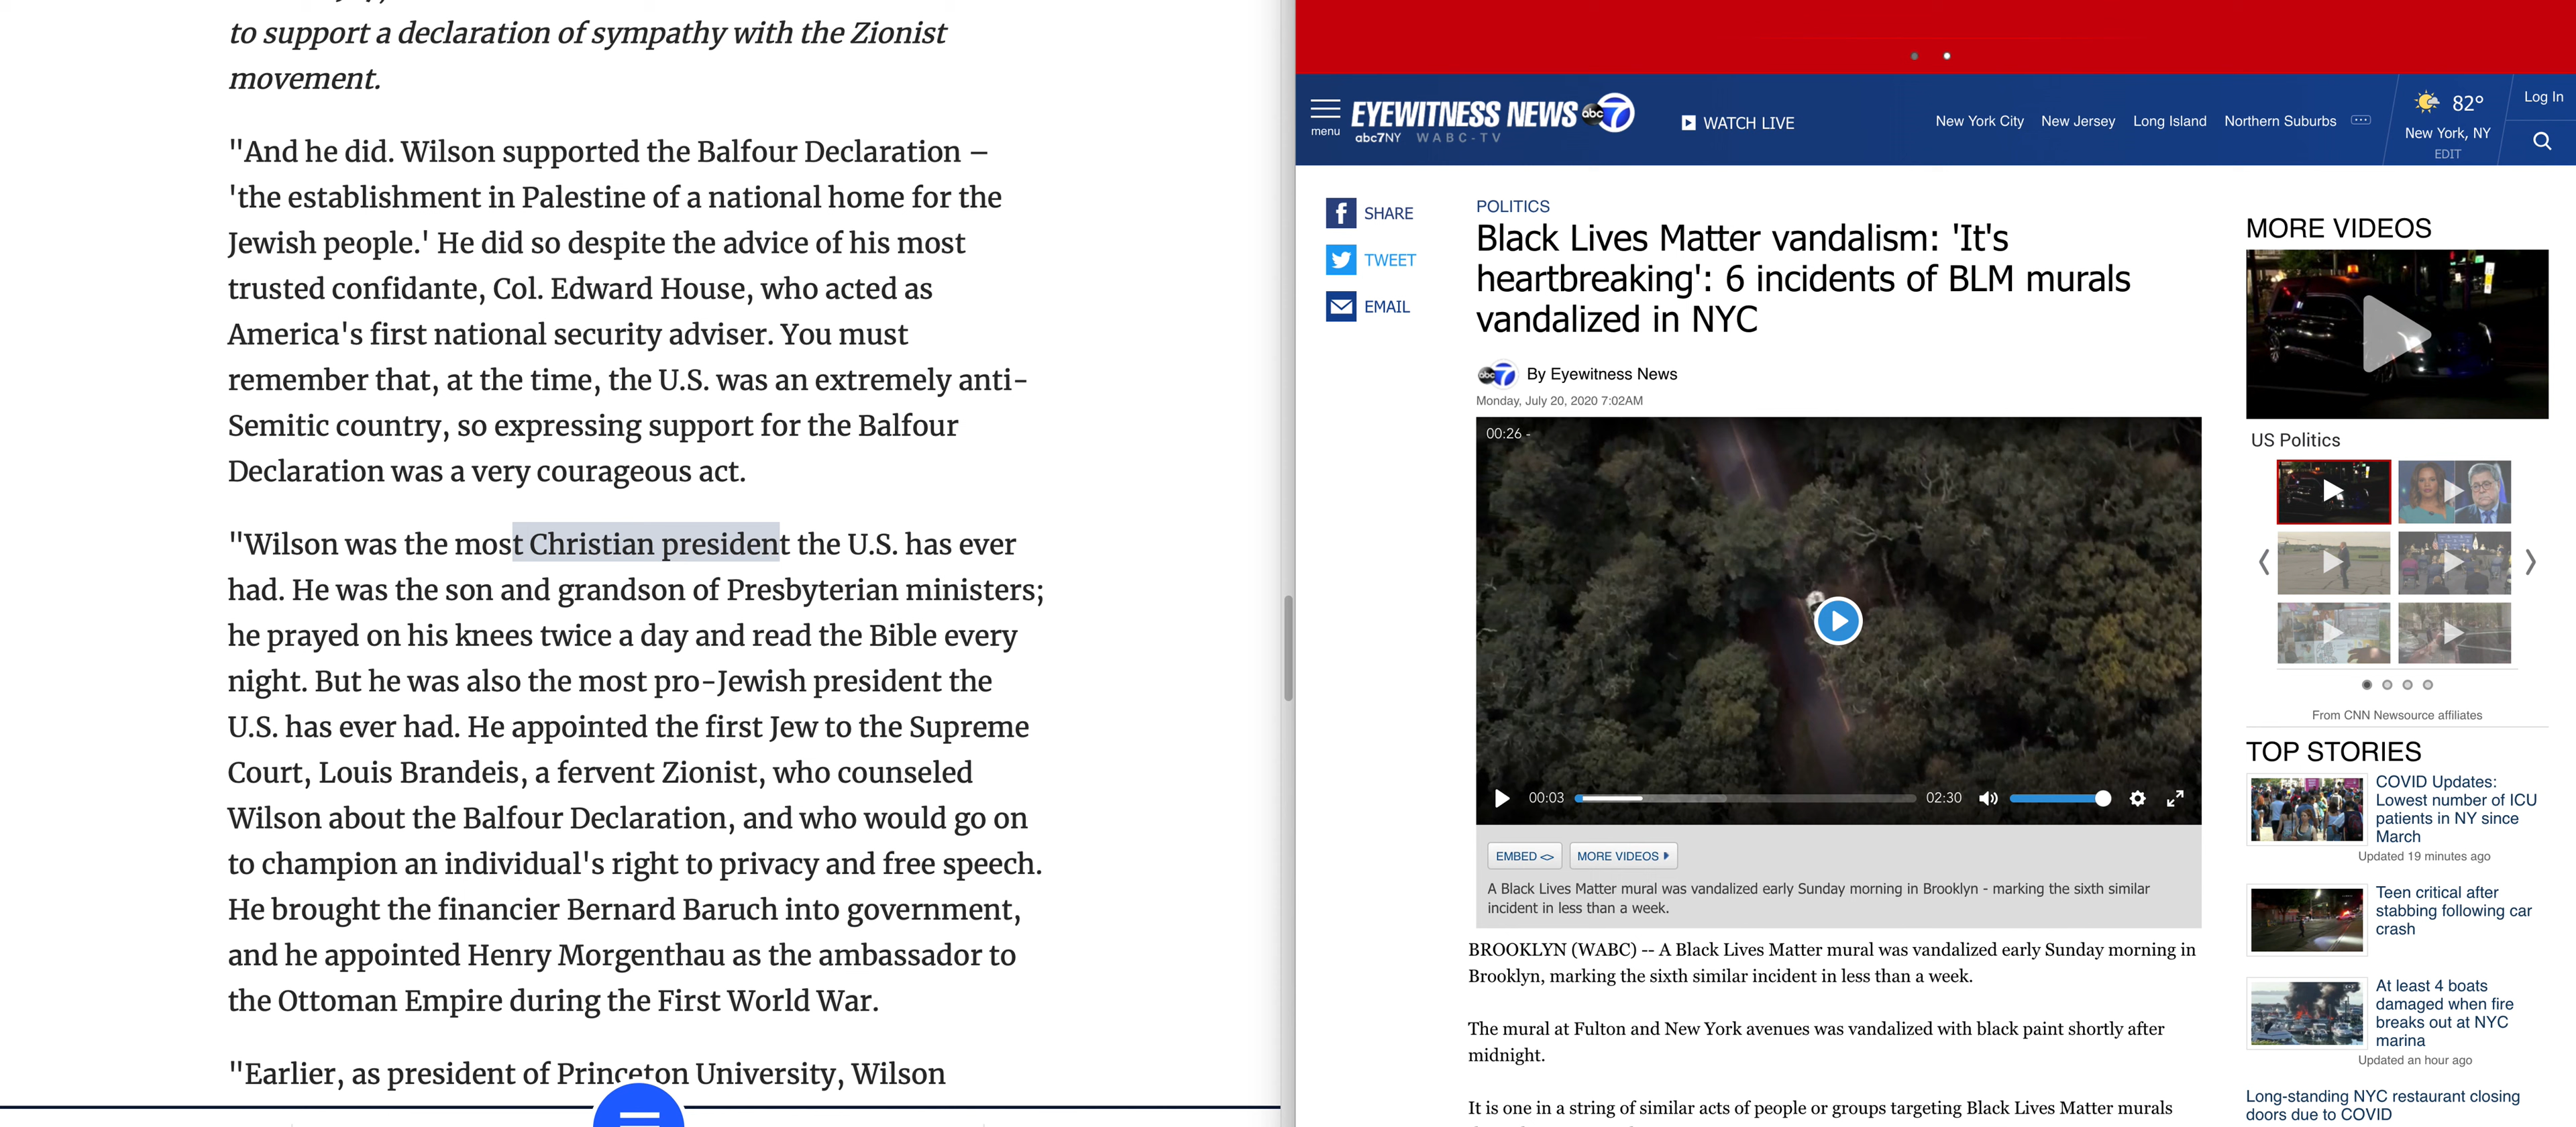 to support a declaration of sympathy with the Zionist
movement.
"And he did. Wilson supported the Balfour Declaration –
'the establishment in Palestine of a national home for the
Jewish people.' He did so despite the advice of his most
trusted confidante, Col. Edward House, who acted as
America's first national security adviser. You must
remember that, at the time, the U.S. was an extremely anti-
Semitic country, so expressing support for the Balfour
Declaration was a very courageous act.
"Wilson was the most Christian president the U.S. has ever
had. He was the son and grandson of Presbyterian ministers;
he prayed on his knees twice a day and read the Bible every
night. But he was also the most pro-Jewish president the
U.S. has ever had. He appointed the first Jew to the Supreme
Court, Louis Brandeis, a fervent Zionist, who counseled
Wilson about the Balfour Declaration, and who would go on
to champion an individual's right to privacy and free speech.
He brought the financier Bernard Baruch into government,
and he appointed Henry Morgenthau as the ambassador to
the Ottoman Empire during the First World War.
"Earlier, as president of Princeton University, Wilson
menu
EYEWITNESS NEWS abc 7
abc7NY WABC-TV
WATCH LIVE
New York City New Jersey Long Island Northern Suburbs
82°
New York, NY
EDIT
Log In
SHARE
TWEET
EMAIL
POLITICS
Black Lives Matter vandalism: 'It's
heartbreaking': 6 incidents of BLM murals
vandalized in NYC
abc 7 By Eyewitness News
Monday, July 20, 2020 7:02AM
00:26 -
00:03 02:30
EMBED <> MORE VIDEOS
A Black Lives Matter mural was vandalized early Sunday morning in Brooklyn - marking the sixth similar
incident in less than a week.
BROOKLYN (WABC) -- A Black Lives Matter mural was vandalized early Sunday morning in
Brooklyn, marking the sixth similar incident in less than a week.
The mural at Fulton and New York avenues was vandalized with black paint shortly after
midnight.
It is one in a string of similar acts of people or groups targeting Black Lives Matter murals
MORE VIDEOS
US Politics
From CNN Newsource affiliates
TOP STORIES
COVID Updates:
Lowest number of ICU
patients in NY since
March
Updated 19 minutes ago
Teen critical after
stabbing following car
crash
At least 4 boats
damaged when fire
breaks out at NYC
marina
Updated an hour ago
Long-standing NYC restaurant closing
doors due to COVID